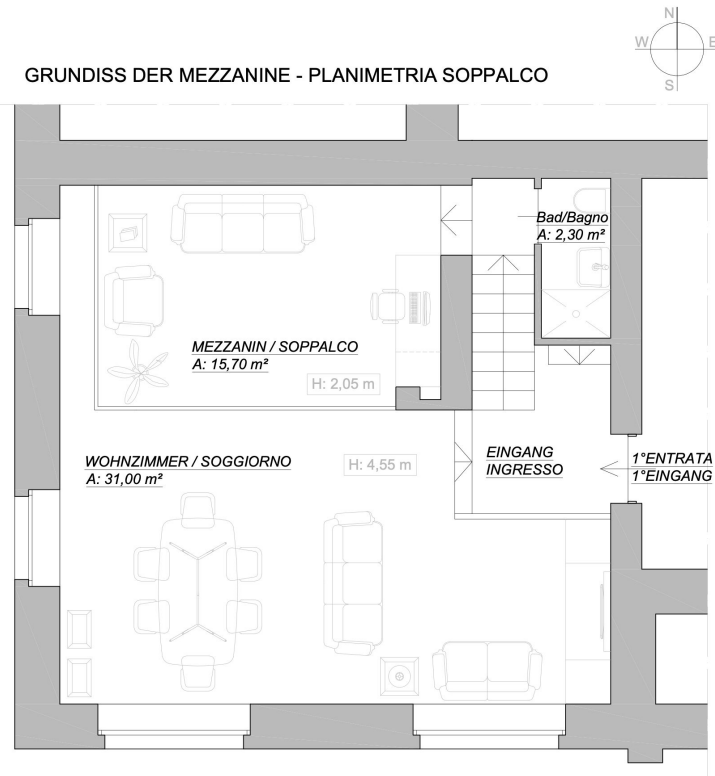 N
W E
S
GRUNDISS DER MEZZANINE - PLANIMETRIA SOPPALCO
Bad/Bagno
A: 2,30 m²
MEZZANIN / SOPPALCO
A: 15,70 m²
H: 2,05 m
WOHNZIMMER / SOGGIORNO
A: 31,00 m²
H: 4,55 m
EINGANG
INGRESSO
1°ENTRATA
1°EINGANG